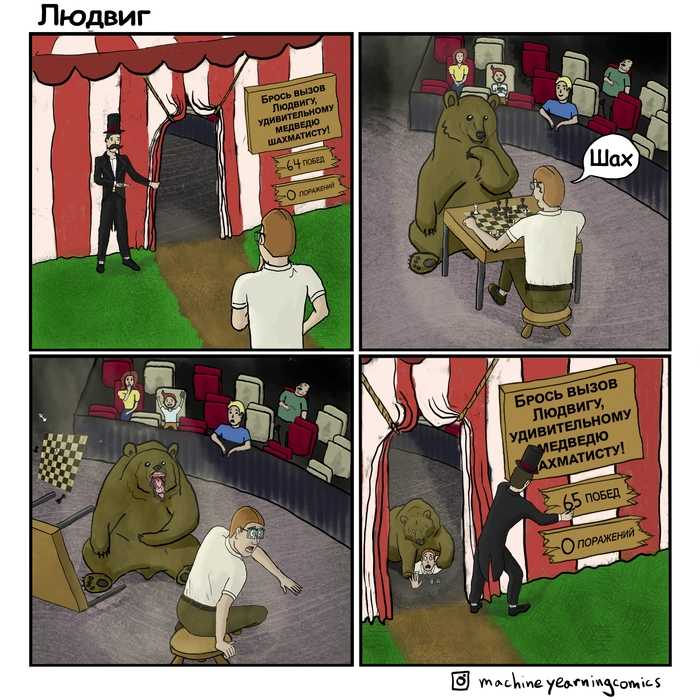 Людвиг
Брось вызов
Людвигу,
удивительному
медведю
шахматисту!
64 побед
0 поражений
Шах
Брось вызов
Людвигу,
удивительному
медведю
ахматисту!
65 побед
0 поражений
machineyearningcomics